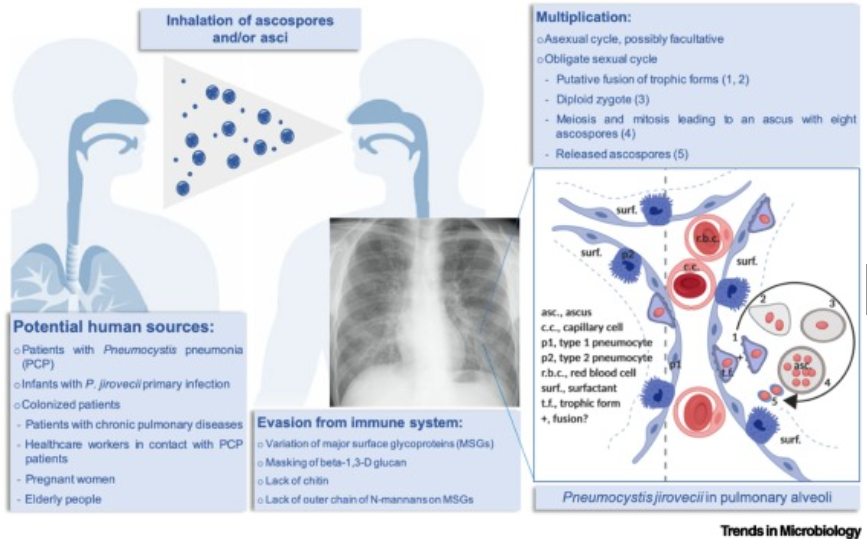 Inhalation of ascospores
and/or asci
Multiplication:
○ Asexual cycle, possibly facultative
○ Obligate sexual cycle
- Putative fusion of trophic forms (1, 2)
- Diploid zygote (3)
- Meiosis and mitosis leading to an ascus with eight
ascospores (4)
- Released ascospores (5)
Potential human sources:
○ Patients with Pneumocystis pneumonia
(PCP)
○ Infants with P. jirovecii primary infection
○ Colonized patients
- Patients with chronic pulmonary diseases
- Healthcare workers in contact with PCP
patients
- Pregnant women
- Elderly people
Evasion from immune system:
○ Variation of major surface glycoproteins (MSGs)
○ Masking of beta-1,3-D glucan
○ Lack of chitin
○ Lack of outer chain of N-mannans on MSGs
surf.
r.b.c.
surf.
p2
surf.
c.c.
asc., ascus
c.c., capillary cell
p1, type 1 pneumocyte
p2, type 2 pneumocyte
r.b.c., red blood cell
surf., surfactant
t.f., trophic form
+, fusion?
p1
2
3
1
+
t.f.
asc.
4
5
surf.
Pneumocystis jirovecii in pulmonary alveoli
Trends in Microbiology